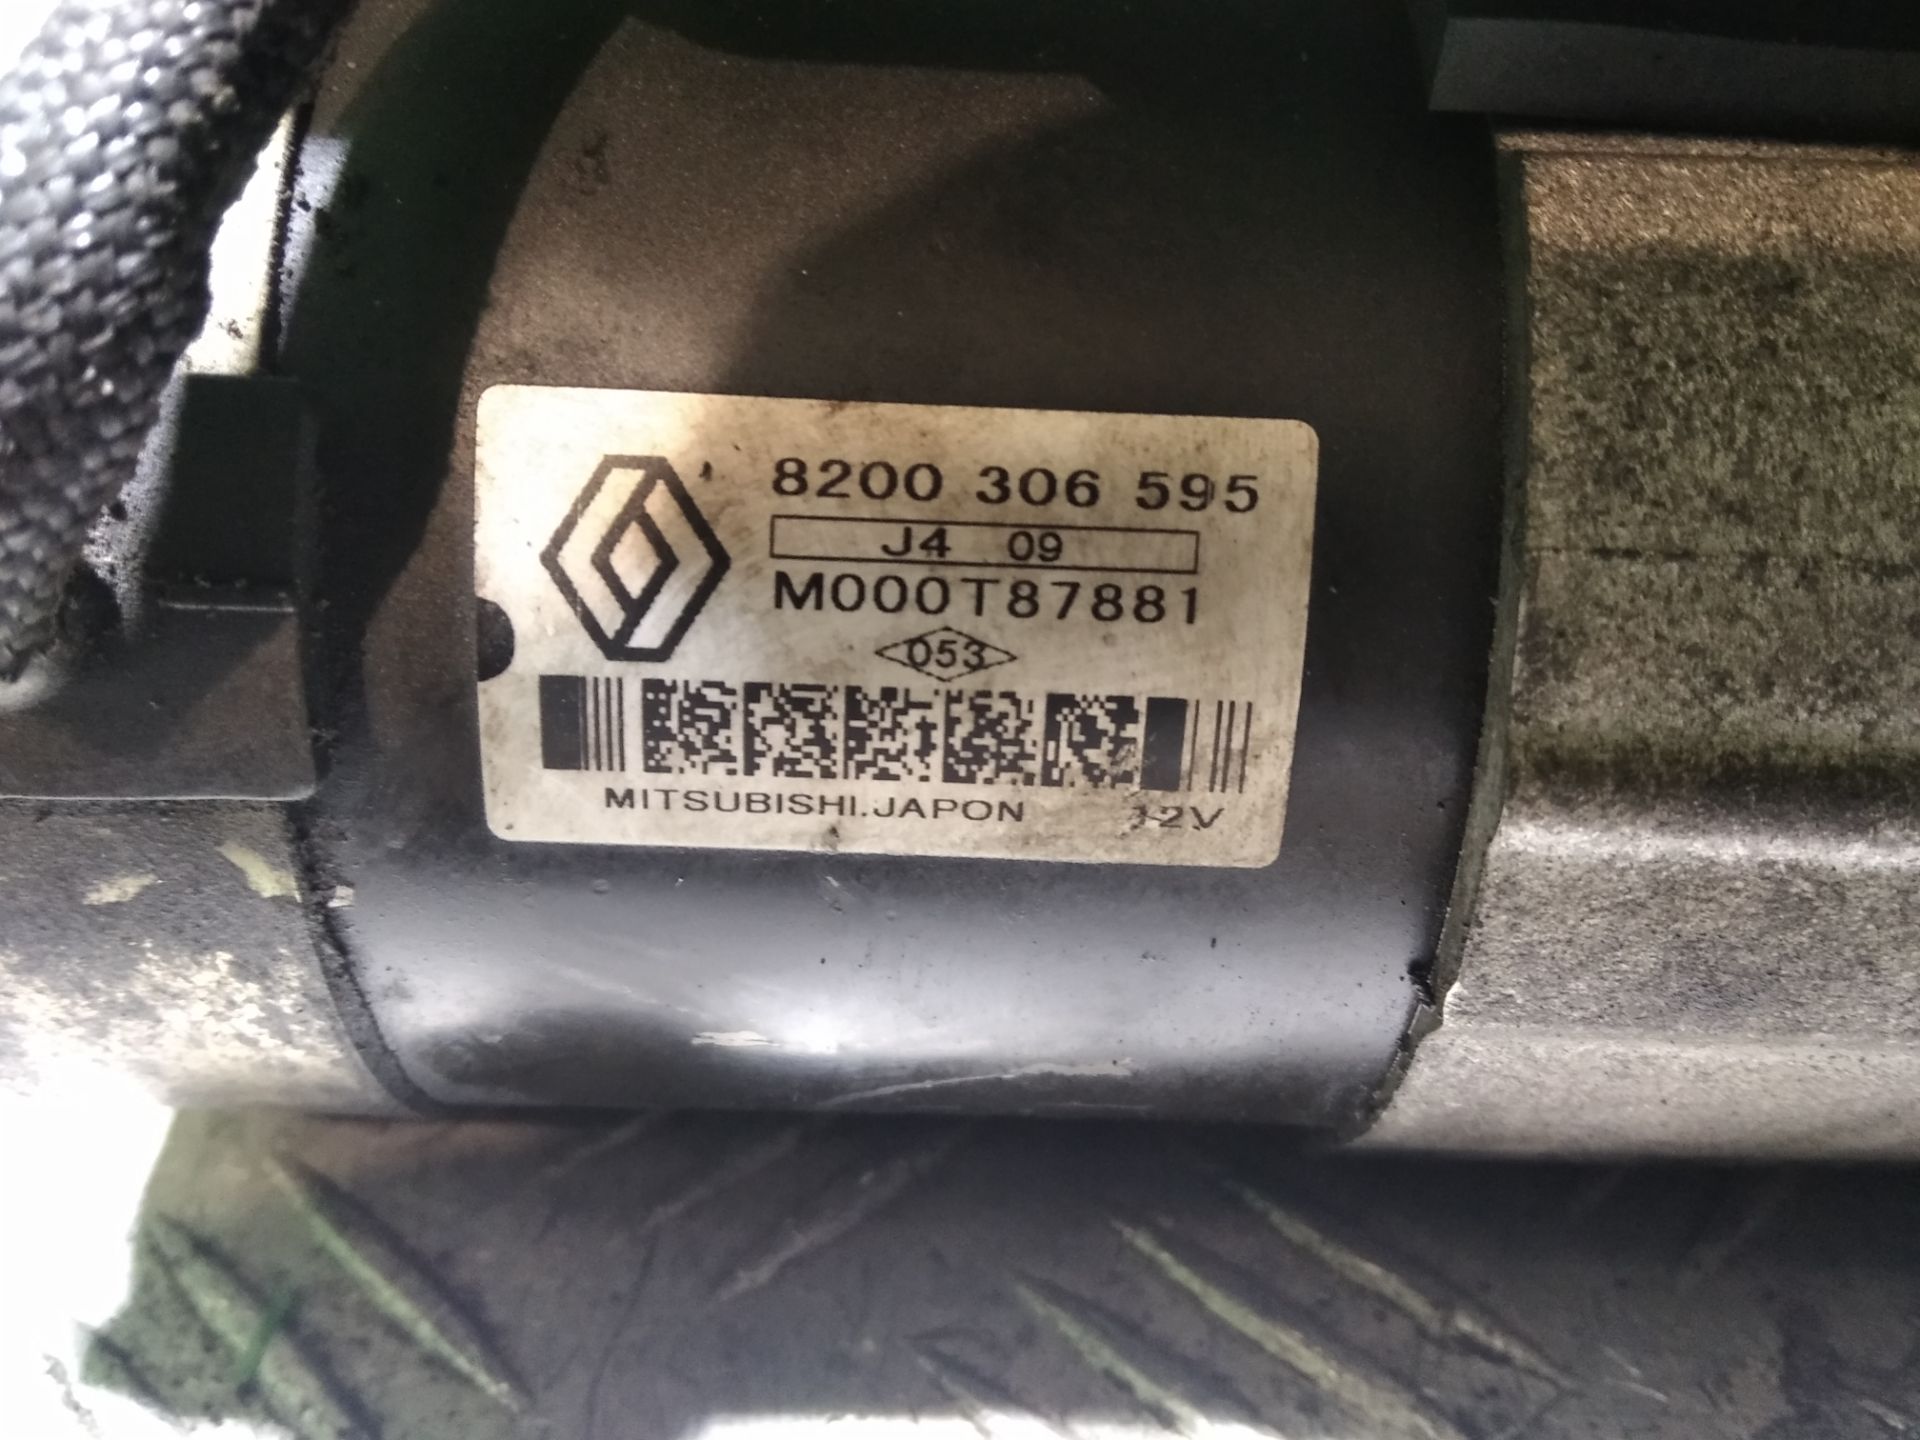 8200 306 595
J4 09
M000T87881
053
MITSUBISHI.JAPON 12V